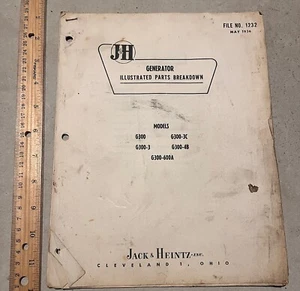 FILE NO. 1232
MAY 1956
J&H
GENERATOR
ILLUSTRATED PARTS BREAKDOWN
MODELS
G300 G300-3C
G300-3 G300-4B
G300-600A
JACK & HEINTZ, INC.
CLEVELAND 1, OHIO